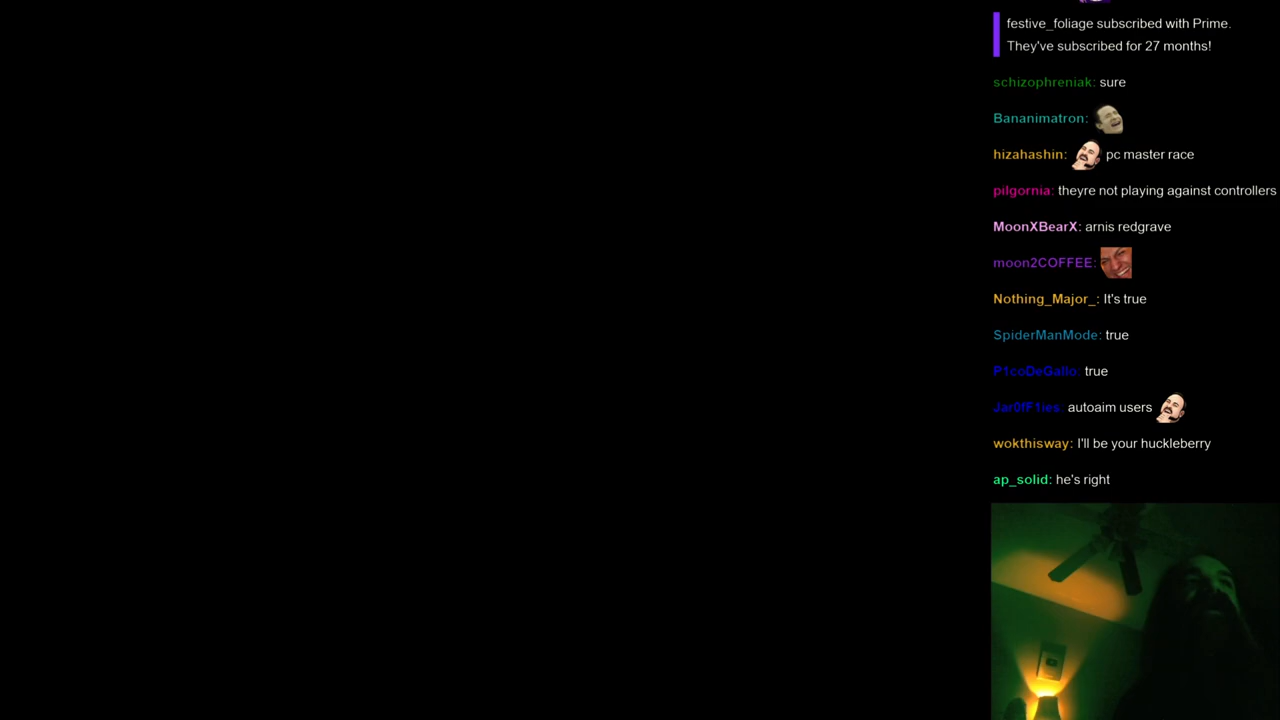 festive_foliage subscribed with Prime.
They've subscribed for 27 months!
schizophreniak: sure
Bananimatron:
hizahashin: pc master race
pilgornia: theyre not playing against controllers
MoonXBearX: arnis redgrave
moon2COFFEE:
Nothing_Major_: It's true
SpiderManMode: true
P1coDeGallo: true
Jar0fF1ies: autoaim users
wokthisway: I'll be your huckleberry
ap_solid: he's right